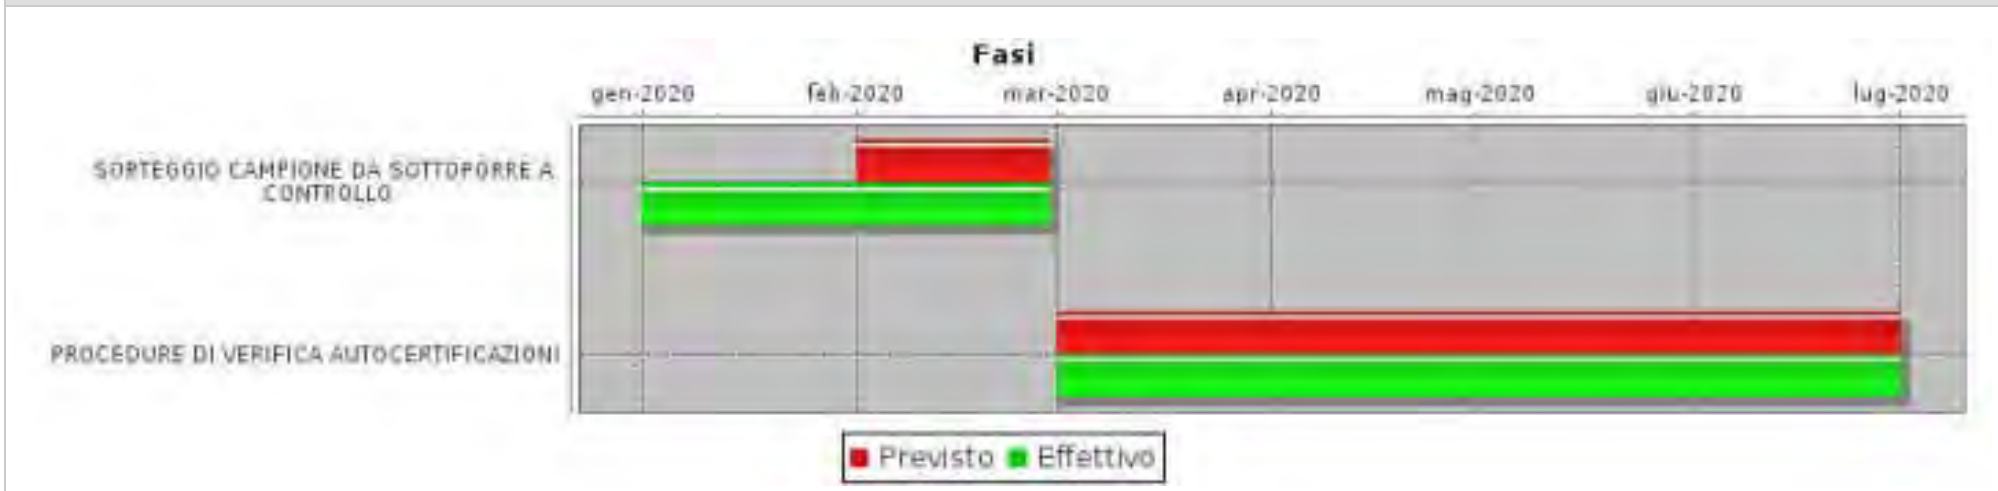 Fasi
gen-2020 feb-2020 mar-2020 apr-2020 mag-2020 giu-2020 lug-2020
SORTEGGIO CAMPIONE DA SOTTOPORRE A
CONTROLLO
PROCEDURE DI VERIFICA AUTOCERTIFICAZIONI
Previsto Effettivo